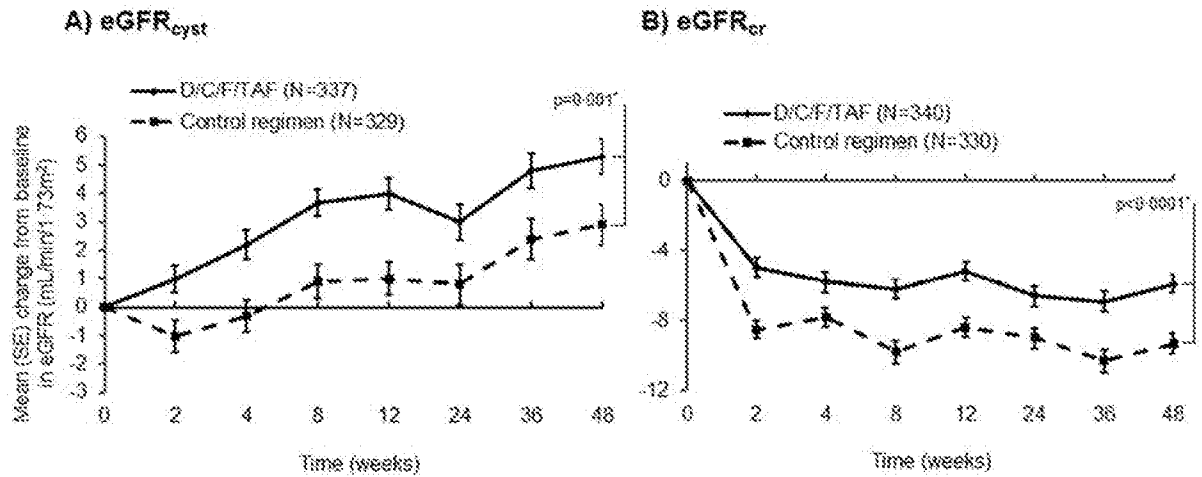 A) eGFRcyst
D/C/F/TAF (N=337)
Control regimen (N=329)
p=0·001*
Mean (SE) change from baseline
in eGFR (mL/min/1·73m²)
6
5
4
3
2
1
0
-1
-2
-3
0 2 4 8 12 24 36 48
Time (weeks)
B) eGFRcr
D/C/F/TAF (N=340)
Control regimen (N=330)
p<0·0001*
0
-4
-8
-12
0 2 4 8 12 24 36 48
Time (weeks)